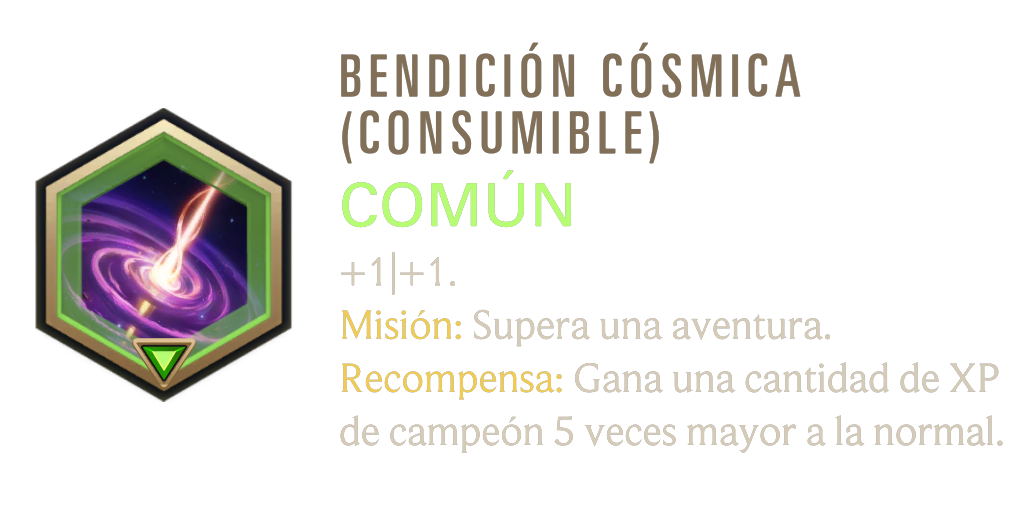 BENDICIÓN CÓSMICA
(CONSUMIBLE)
COMÚN
+1|+1.
Misión: Supera una aventura.
Recompensa: Gana una cantidad de XP
de campeón 5 veces mayor a la normal.